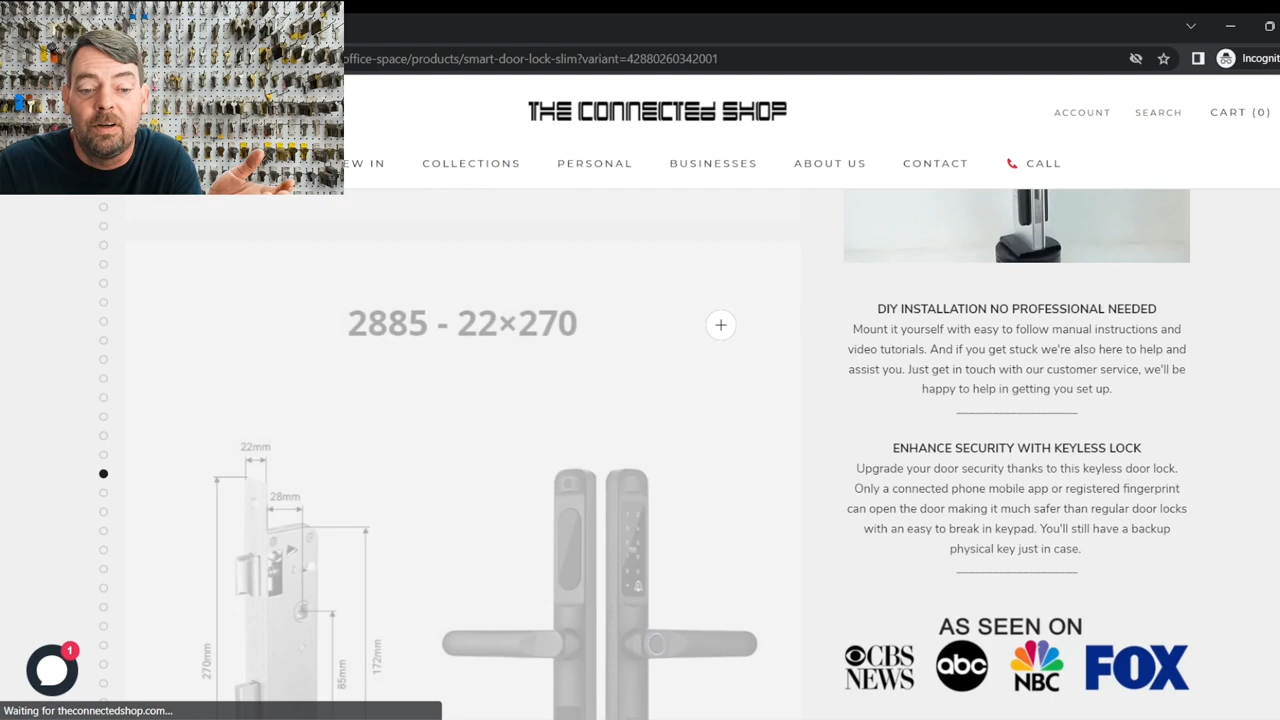 office-space/products/smart-door-lock-slim?variant=42880260342001
Incognit
THE CONNECTED SHOP
ACCOUNT
SEARCH
CART (0)
EW IN
COLLECTIONS
PERSONAL
BUSINESSES
ABOUT US
CONTACT
CALL
2885 - 22×270
22mm
28mm
270mm
85mm
172mm
DIY INSTALLATION NO PROFESSIONAL NEEDED
Mount it yourself with easy to follow manual instructions and
video tutorials. And if you get stuck we're also here to help and
assist you. Just get in touch with our customer service, we'll be
happy to help in getting you set up.
ENHANCE SECURITY WITH KEYLESS LOCK
Upgrade your door security thanks to this keyless door lock.
Only a connected phone mobile app or registered fingerprint
can open the door making it much safer than regular door locks
with an easy to break in keypad. You'll still have a backup
physical key just in case.
AS SEEN ON
CBS
NEWS
abc
NBC
FOX
1
Waiting for theconnectedshop.com...